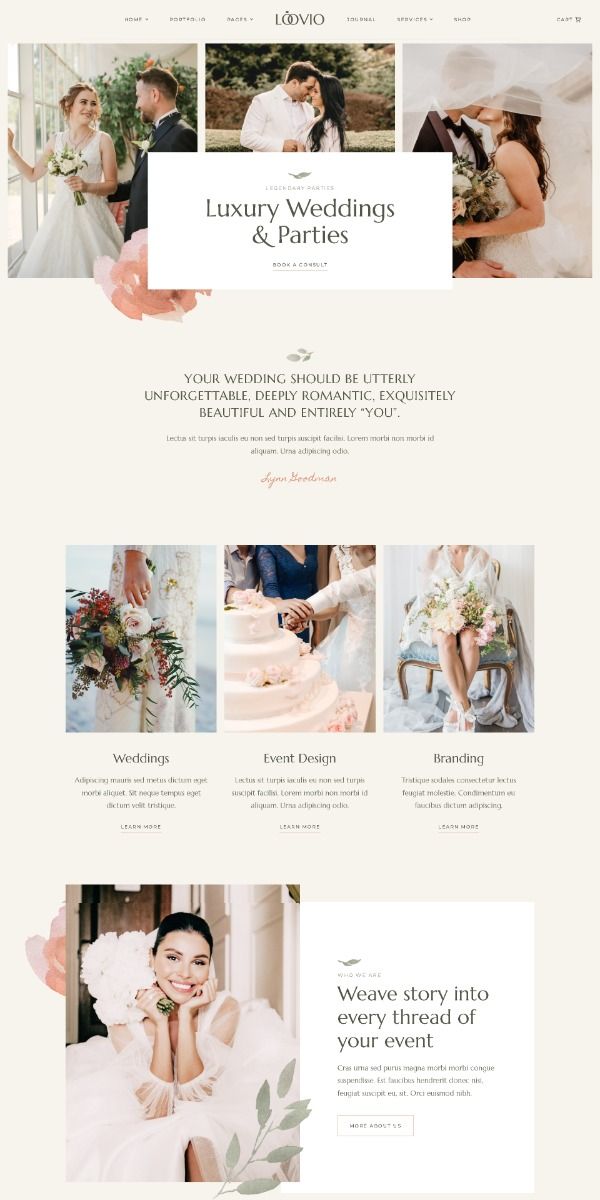 HOME PORTFOLIO PAGES LOOVIO JOURNAL SERVICES SHOP CART
LEGENDARY PARTIES
Luxury Weddings
& Parties
BOOK A CONSULT
YOUR WEDDING SHOULD BE UTTERLY
UNFORGETTABLE, DEEPLY ROMANTIC, EXQUISITELY
BEAUTIFUL AND ENTIRELY “YOU”.
Lectus sit turpis iaculis eu non sed turpis suscipit facilisi. Lorem morbi non morbi id
aliquam. Urna adipiscing odio.
Lynn Goodman
Weddings
Adipiscing mauris sed metus dictum eget
morbi aliquet. Sit neque tempus eget
dictum velit tristique.
LEARN MORE
Event Design
Lectus sit turpis iaculis eu non sed turpis
suscipit facilisi. Lorem morbi non morbi id
aliquam. Urna adipiscing odio.
LEARN MORE
Branding
Tristique sodales consectetur lectus
feugiat molestie. Condimentum eu
faucibus dictum adipiscing.
LEARN MORE
WHO WE ARE
Weave story into
every thread of
your event
Cras urna sed purus magna morbi morbi congue
suspendisse. Est faucibus hendrerit donec nisi,
feugiat suscipit eu, sit. Orci euismod nibh.
MORE ABOUT US